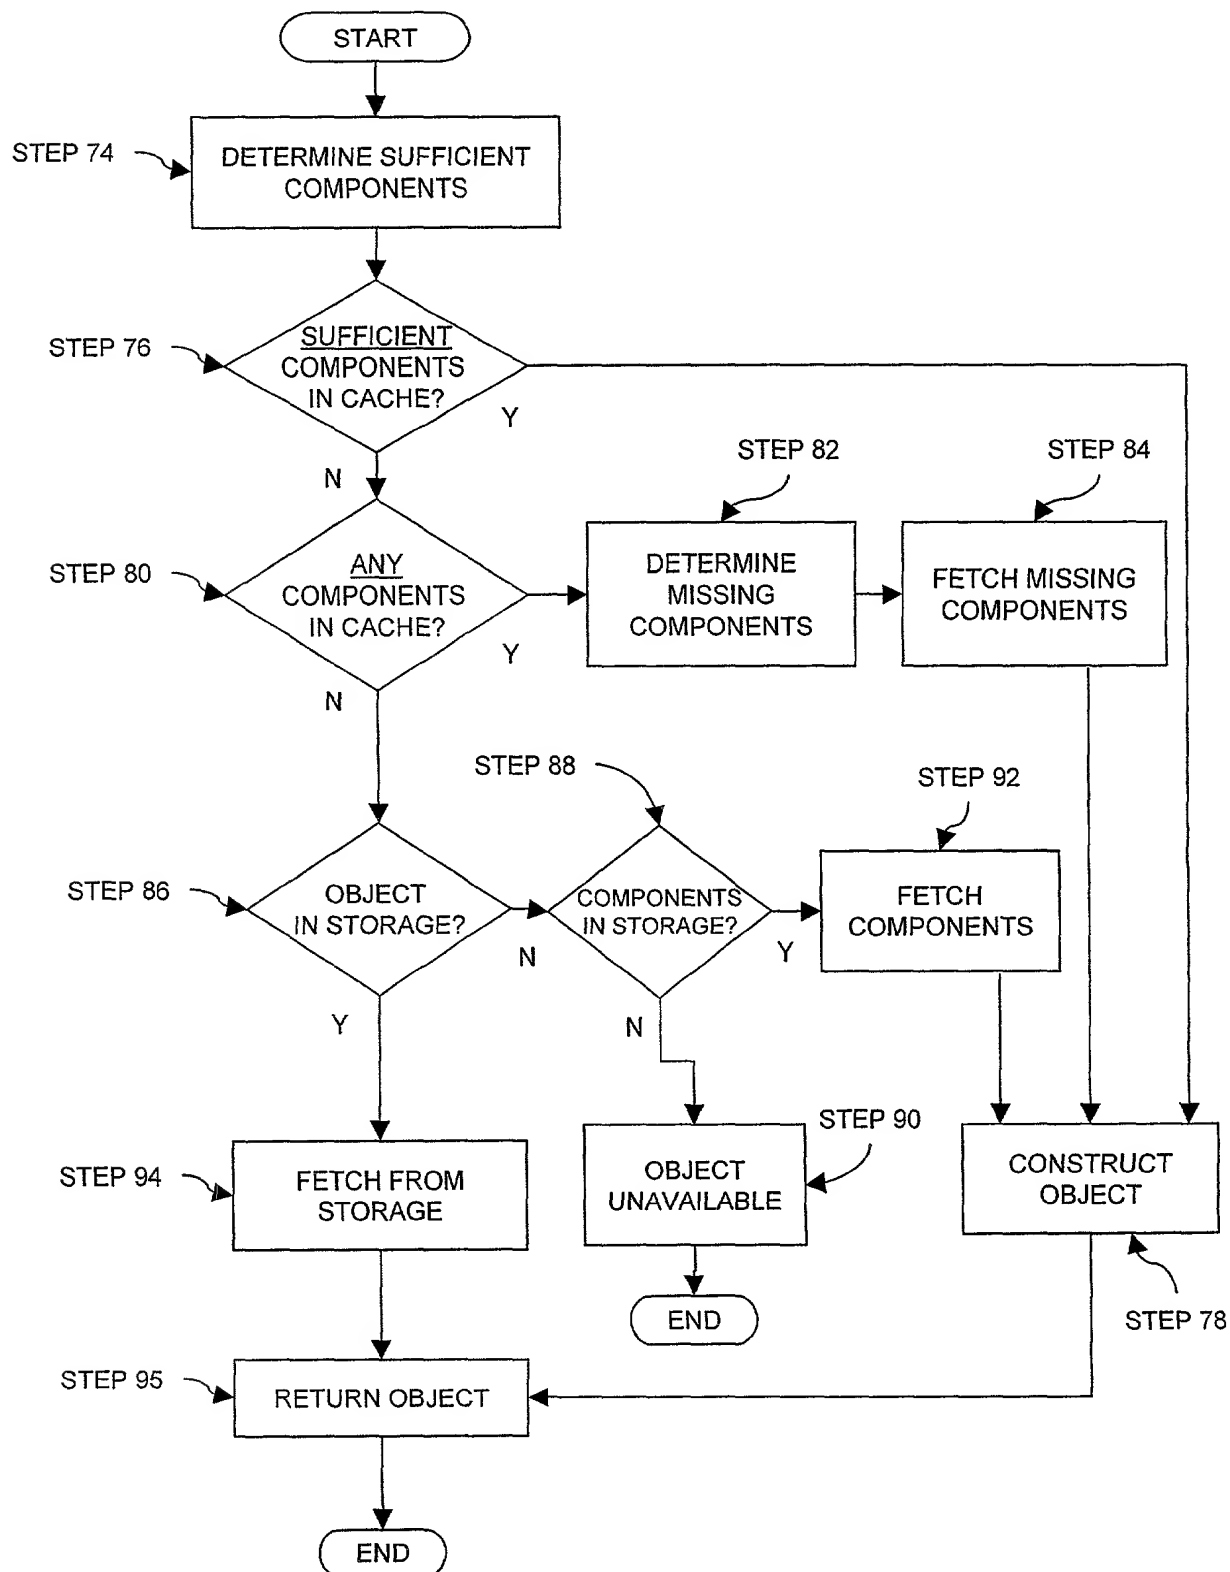 START
STEP 74
DETERMINE SUFFICIENT
COMPONENTS
STEP 76
SUFFICIENT
COMPONENTS
IN CACHE?
Y
N
STEP 82
STEP 84
STEP 80
ANY
COMPONENTS
IN CACHE?
Y
N
DETERMINE
MISSING
COMPONENTS
FETCH MISSING
COMPONENTS
STEP 88
STEP 92
STEP 86
OBJECT
IN STORAGE?
N
Y
COMPONENTS
IN STORAGE?
Y
N
FETCH
COMPONENTS
STEP 94
FETCH FROM
STORAGE
STEP 90
OBJECT
UNAVAILABLE
CONSTRUCT
OBJECT
END
STEP 78
STEP 95
RETURN OBJECT
END